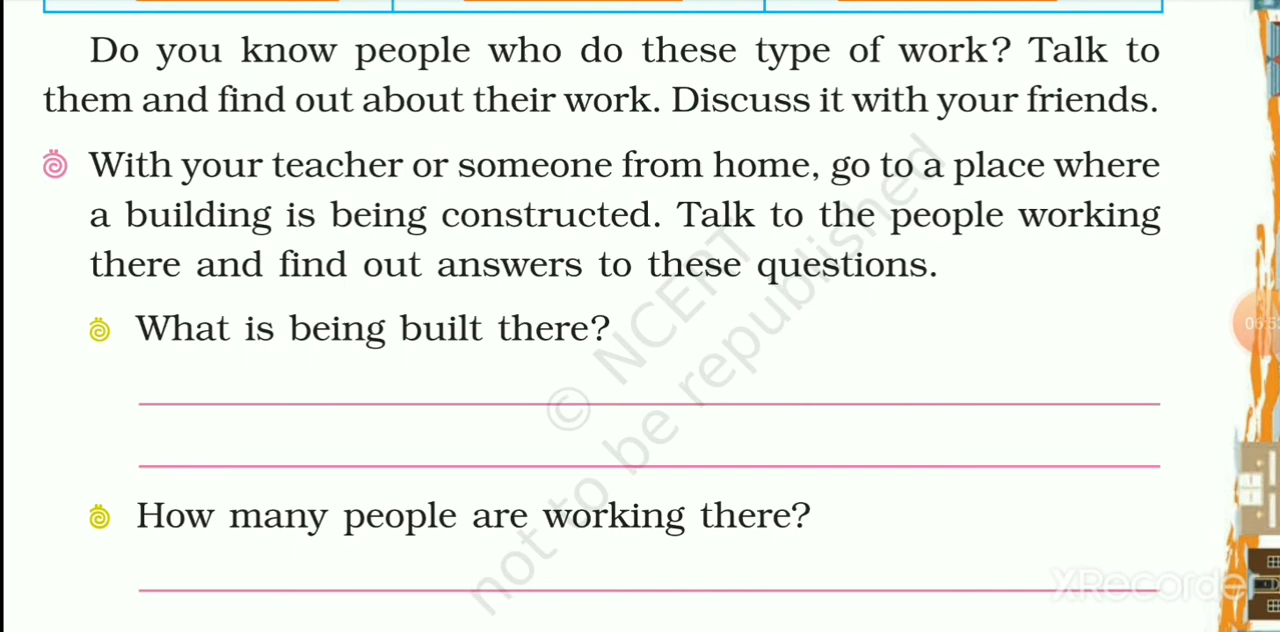 Do you know people who do these type of work? Talk to
them and find out about their work. Discuss it with your friends.
With your teacher or someone from home, go to a place where
a building is being constructed. Talk to the people working
there and find out answers to these questions.
What is being built there?
How many people are working there?
© NCERT
not to be republished
XRecorder